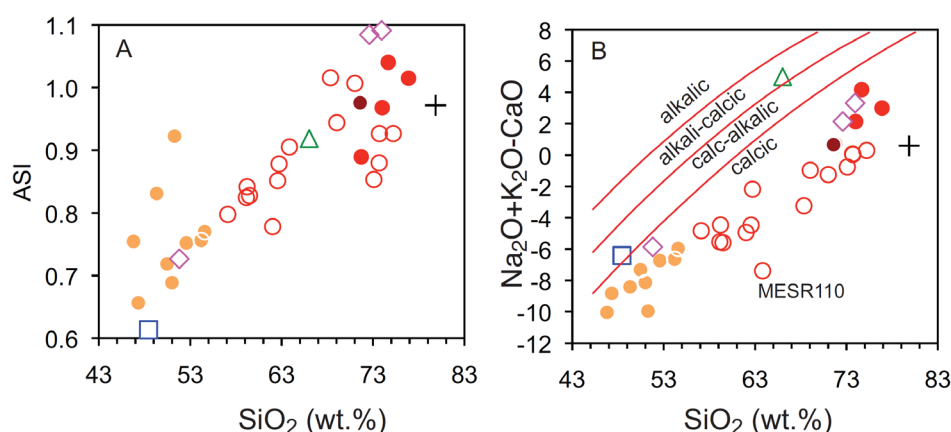 A
ASI
1.1
1.0
0.9
0.8
0.7
0.6
43 53 63 73 83
SiO₂ (wt.%)
B
Na₂O+K₂O-CaO
8
6
4
2
0
-2
-4
-6
-8
-10
-12
alkalic
alkali-calcic
calc-alkalic
calcic
MESR110
43 53 63 73 83
SiO₂ (wt.%)